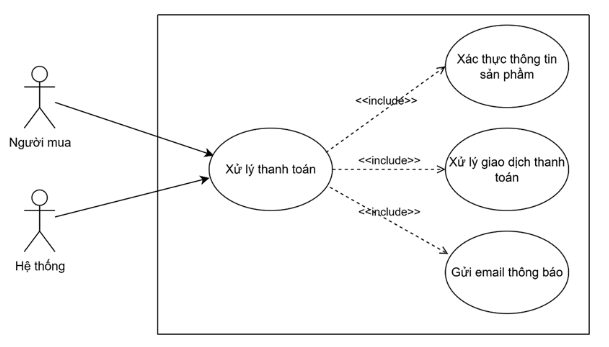 Xác thực thông tin
sản phầm
<<include>>
Người mua
Xử lý thanh toán
<<include>>
Xử lý giao dịch thanh
toán
<<include>>
Hệ thống
Gửi email thông báo